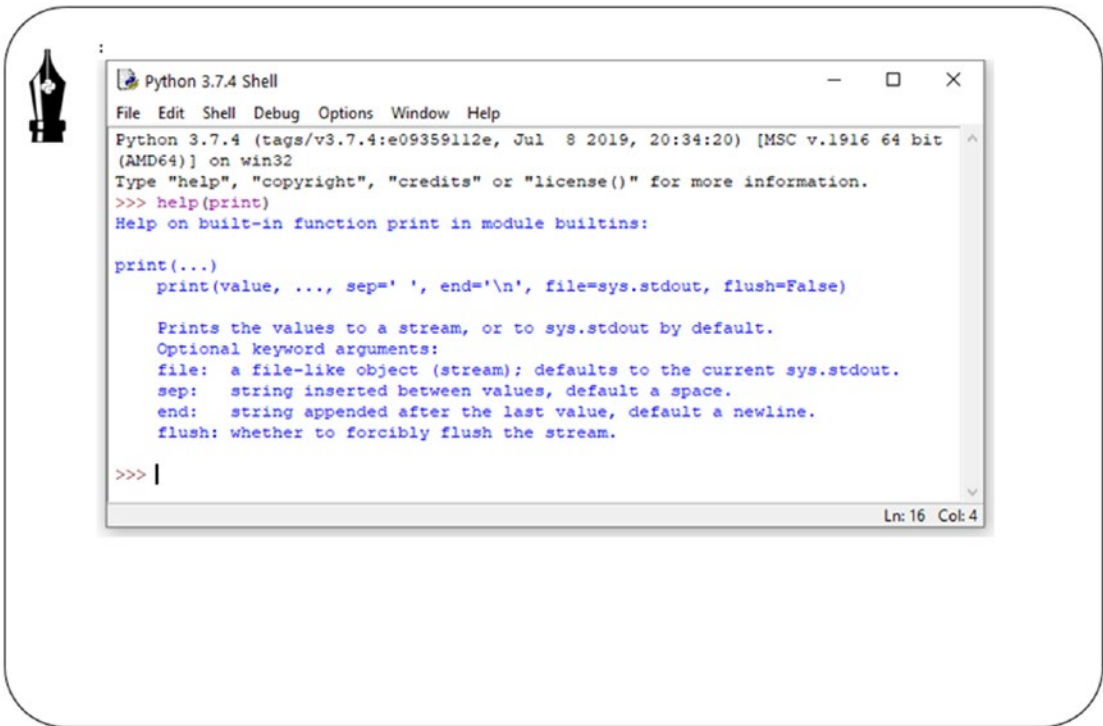 :
Python 3.7.4 Shell
File Edit Shell Debug Options Window Help
Python 3.7.4 (tags/v3.7.4:e09359112e, Jul  8 2019, 20:34:20) [MSC v.1916 64 bit
(AMD64)] on win32
Type "help", "copyright", "credits" or "license()" for more information.
>>> help(print)
Help on built-in function print in module builtins:

print(...)
    print(value, ..., sep=' ', end='\n', file=sys.stdout, flush=False)

    Prints the values to a stream, or to sys.stdout by default.
    Optional keyword arguments:
    file:  a file-like object (stream); defaults to the current sys.stdout.
    sep:   string inserted between values, default a space.
    end:   string appended after the last value, default a newline.
    flush: whether to forcibly flush the stream.

>>>
Ln: 16 Col: 4